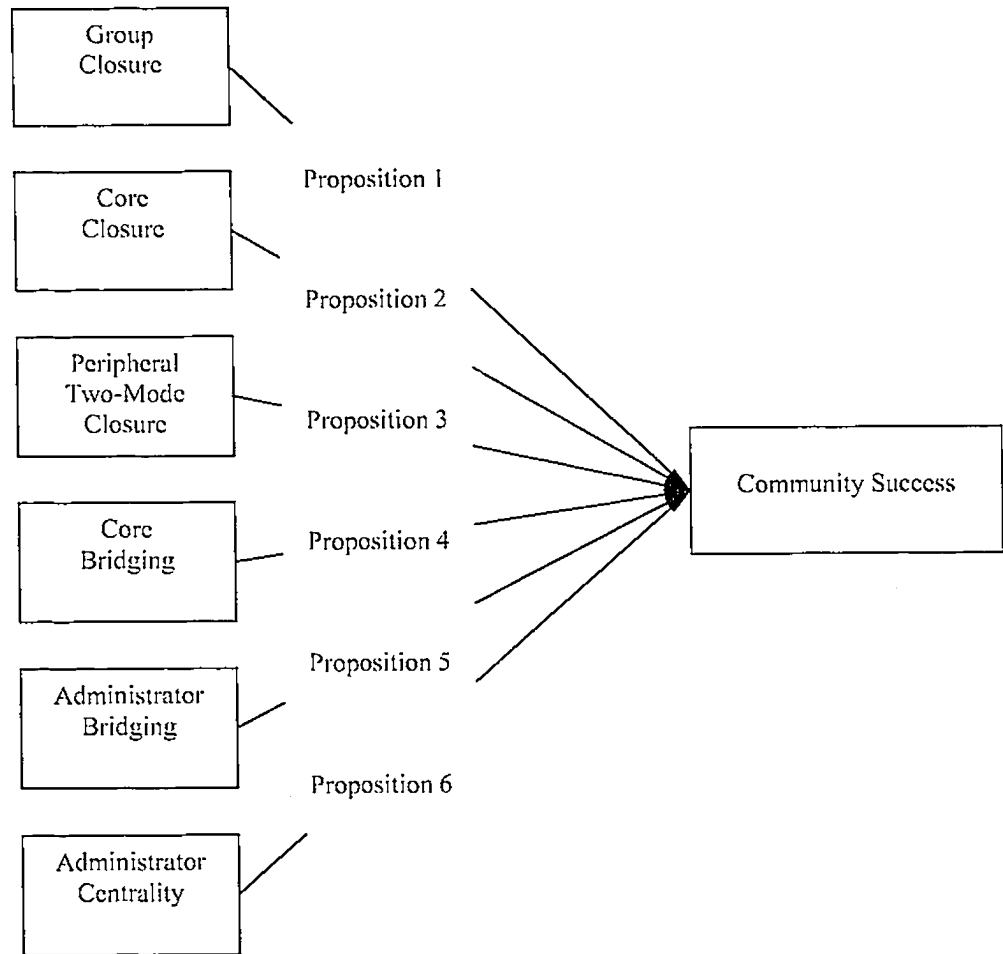 Group
Closure
Proposition 1
Core
Closure
Proposition 2
Peripheral
Two-Mode
Closure
Proposition 3
Community Success
Core
Bridging
Proposition 4
Proposition 5
Administrator
Bridging
Proposition 6
Administrator
Centrality